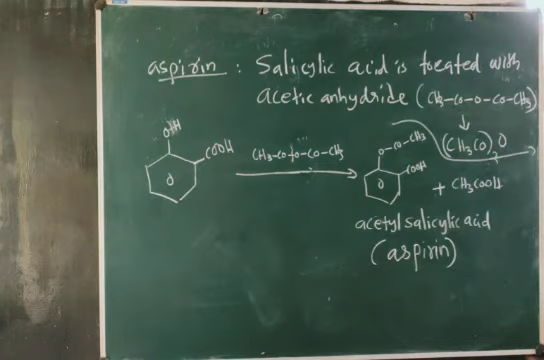 aspirin : Salicylic acid is treated with
acetic anhydride (CH3-CO-O-CO-CH3)
↓
(CH3CO)2O
OH
COOH
CH3-CO+O-CO-CH3
O-CO-CH3
COOH
+ CH3COOH
acetyl salicylic acid
(aspirin)